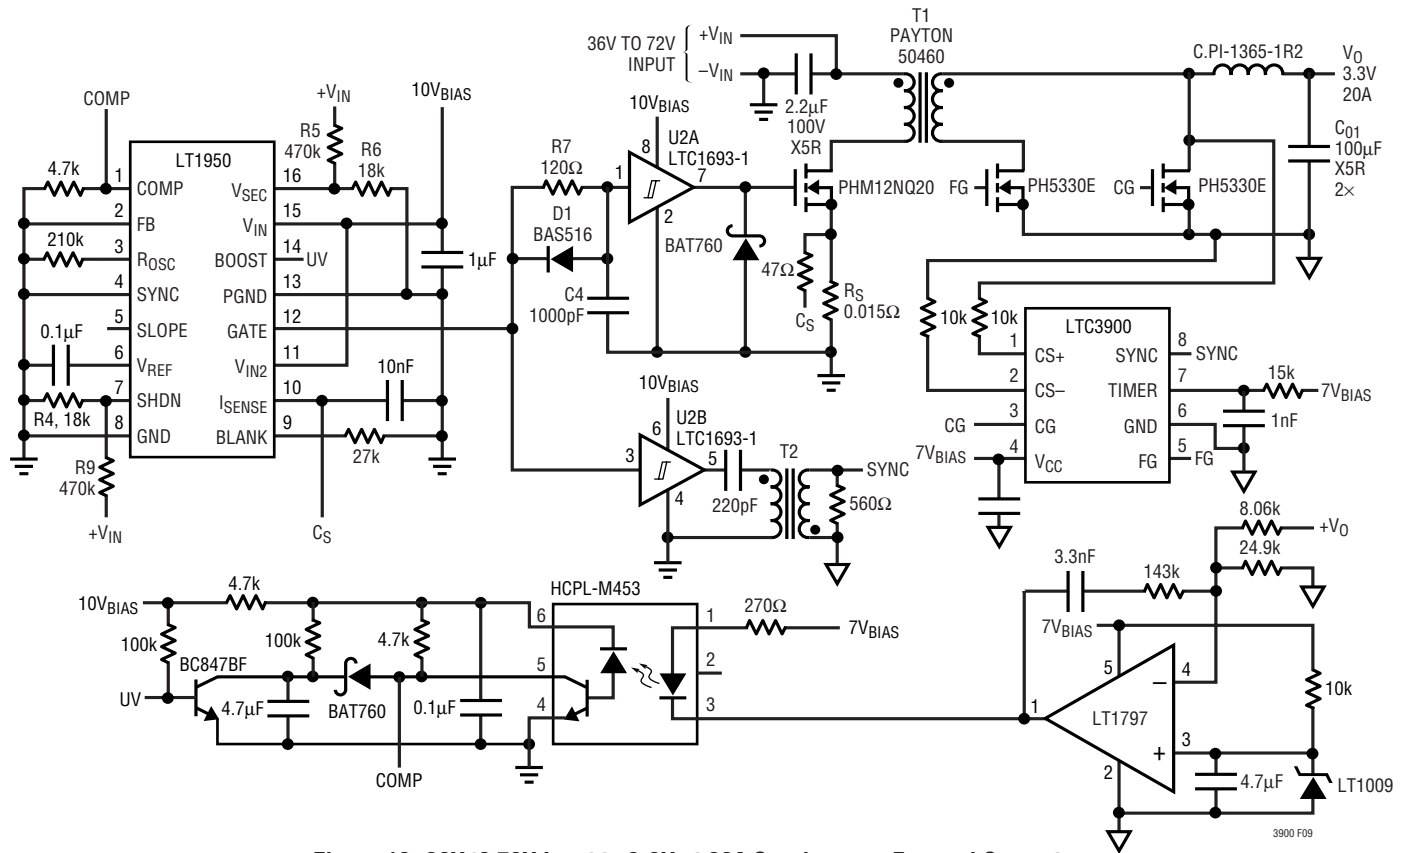 T1
PAYTON
50460
36V TO 72V
INPUT
+VIN
–VIN
2.2µF
100V
X5R
C.PI-1365-1R2
VO
3.3V
20A
C01
100µF
X5R
2×
COMP
+VIN
10VBIAS
R5
470k
R6
18k
4.7k
LT1950
1
COMP
2
FB
210k
3
ROSC
4
SYNC
5
SLOPE
0.1µF
6
VREF
7
SHDN
R4, 18k
8
GND
R9
470k
+VIN
16
VSEC
15
VIN
14
BOOST
UV
13
PGND
12
GATE
11
VIN2
10
ISENSE
9
BLANK
1µF
10nF
27k
CS
10VBIAS
R7
120Ω
D1
BAS516
C4
1000pF
8
U2A
LTC1693-1
1
7
2
BAT760
PHM12NQ20
47Ω
CS
RS
0.015Ω
FG
PH5330E
CG
PH5330E
10k
10k
LTC3900
1
CS+
2
CS–
3
CG
CG
4
VCC
7VBIAS
8
SYNC
SYNC
7
TIMER
6
GND
5
FG
FG
15k
7VBIAS
1nF
10VBIAS
6
U2B
LTC1693-1
3
5
4
220pF
T2
SYNC
560Ω
8.06k
+VO
24.9k
3.3nF
143k
7VBIAS
5
4
–
LT1797
1
+
3
2
10k
4.7µF
LT1009
4.7k
10VBIAS
100k
BC847BF
UV
100k
4.7k
4.7µF
BAT760
0.1µF
COMP
HCPL-M453
6
5
4
1
2
3
270Ω
7VBIAS
3900 F09